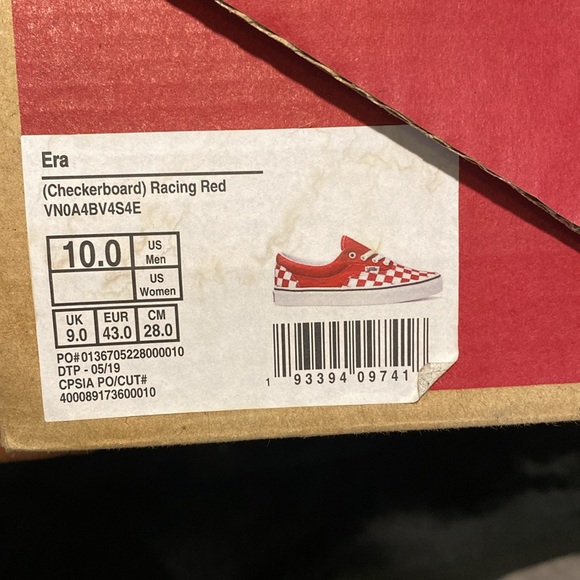 Era
(Checkerboard) Racing Red
VN0A4BV4S4E
10.0 US Men
US Women
UK 9.0 EUR 43.0 CM 28.0
PO#0136705228000010
DTP - 05/19
CPSIA PO/CUT#
400089173600010
1 93394 09741